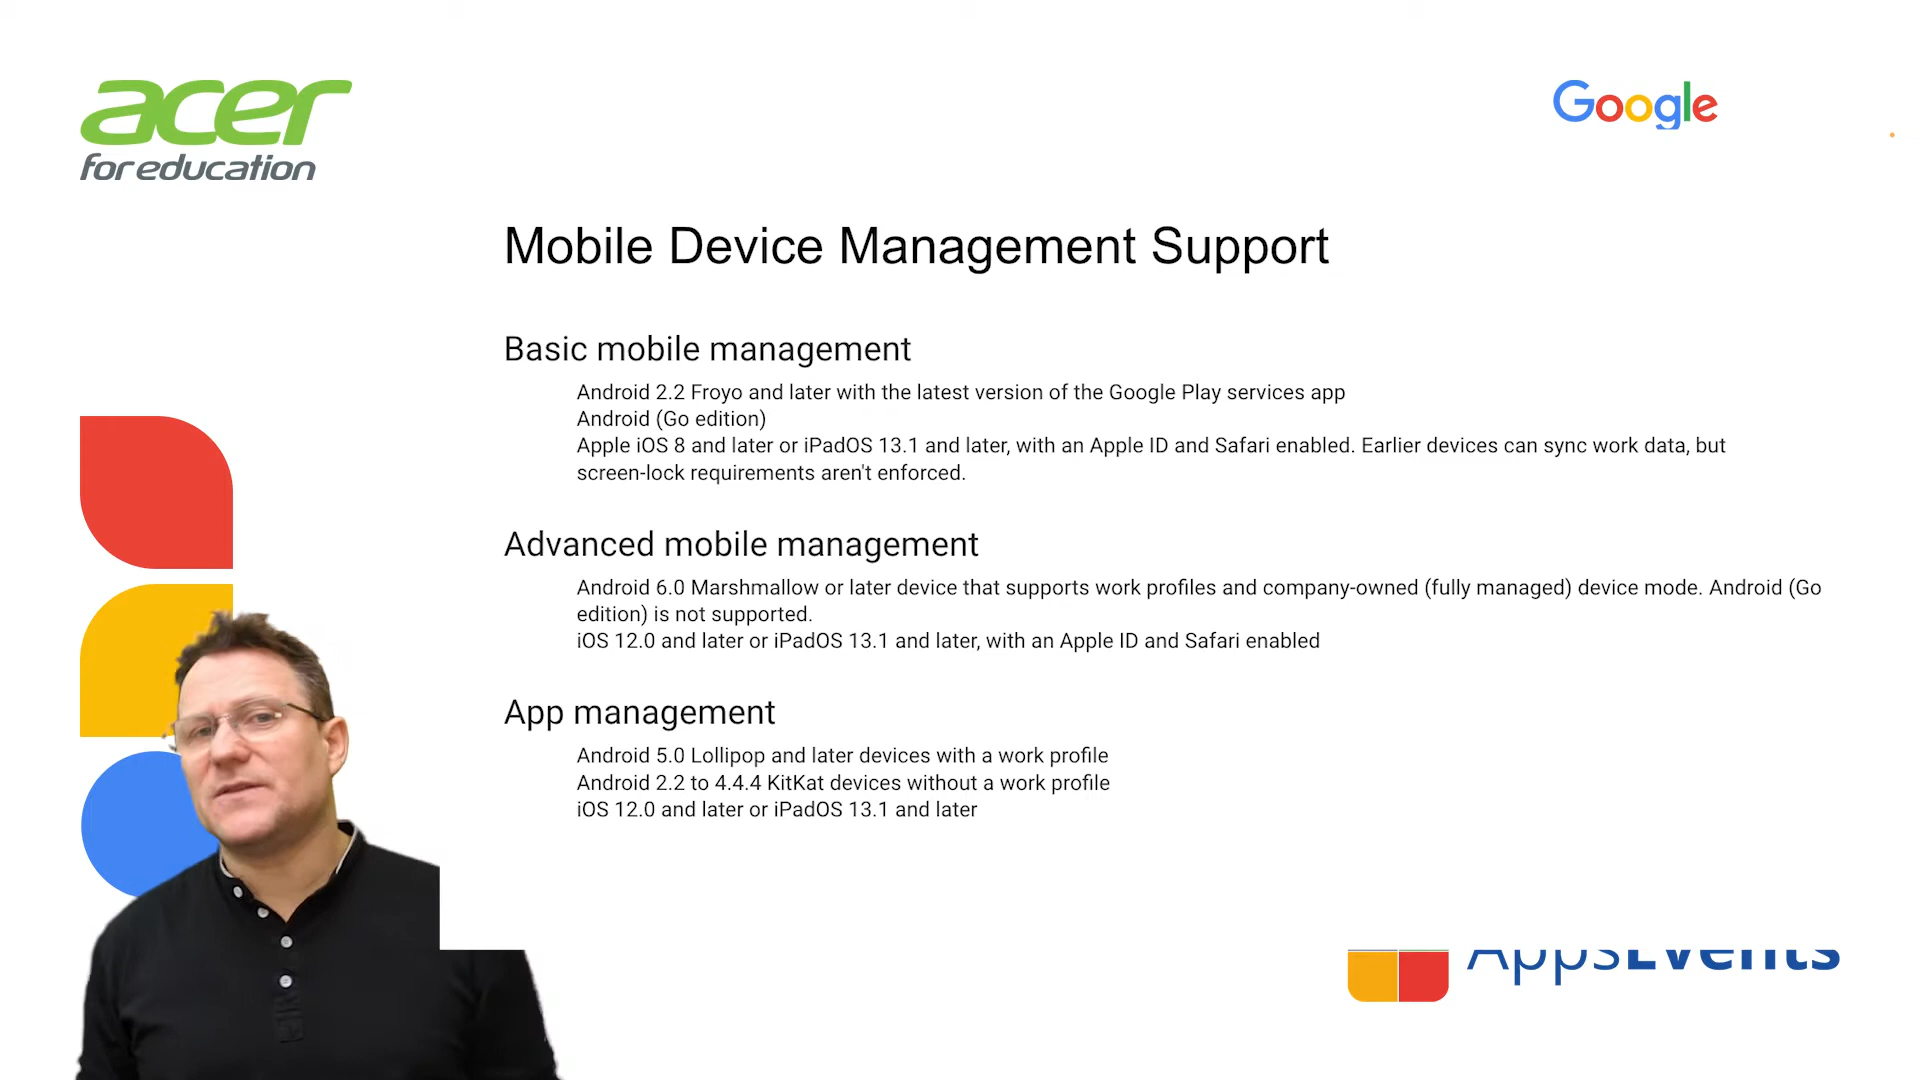 acer
for education
Google
Mobile Device Management Support
Basic mobile management
Android 2.2 Froyo and later with the latest version of the Google Play services app
Android (Go edition)
Apple iOS 8 and later or iPadOS 13.1 and later, with an Apple ID and Safari enabled. Earlier devices can sync work data, but
screen-lock requirements aren't enforced.
Advanced mobile management
Android 6.0 Marshmallow or later device that supports work profiles and company-owned (fully managed) device mode. Android (Go
edition) is not supported.
iOS 12.0 and later or iPadOS 13.1 and later, with an Apple ID and Safari enabled
App management
Android 5.0 Lollipop and later devices with a work profile
Android 2.2 to 4.4.4 KitKat devices without a work profile
iOS 12.0 and later or iPadOS 13.1 and later
AppsEvents